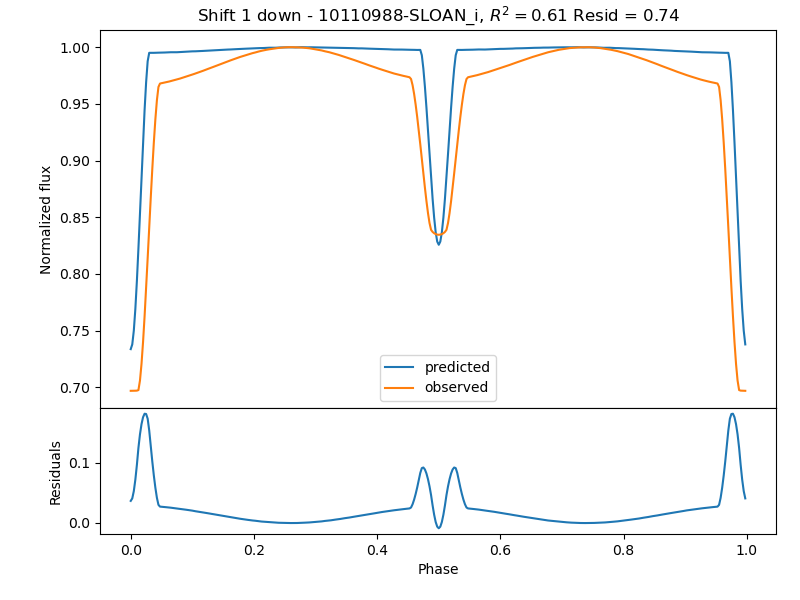 Shift 1 down - 10110988-SLOAN_i, $R^2 = 0.61$ Resid = 0.74
1.00
0.95
0.90
0.85
0.80
0.75
0.70
Normalized flux
predicted
observed
0.1
0.0
Residuals
0.0 0.2 0.4 0.6 0.8 1.0
Phase